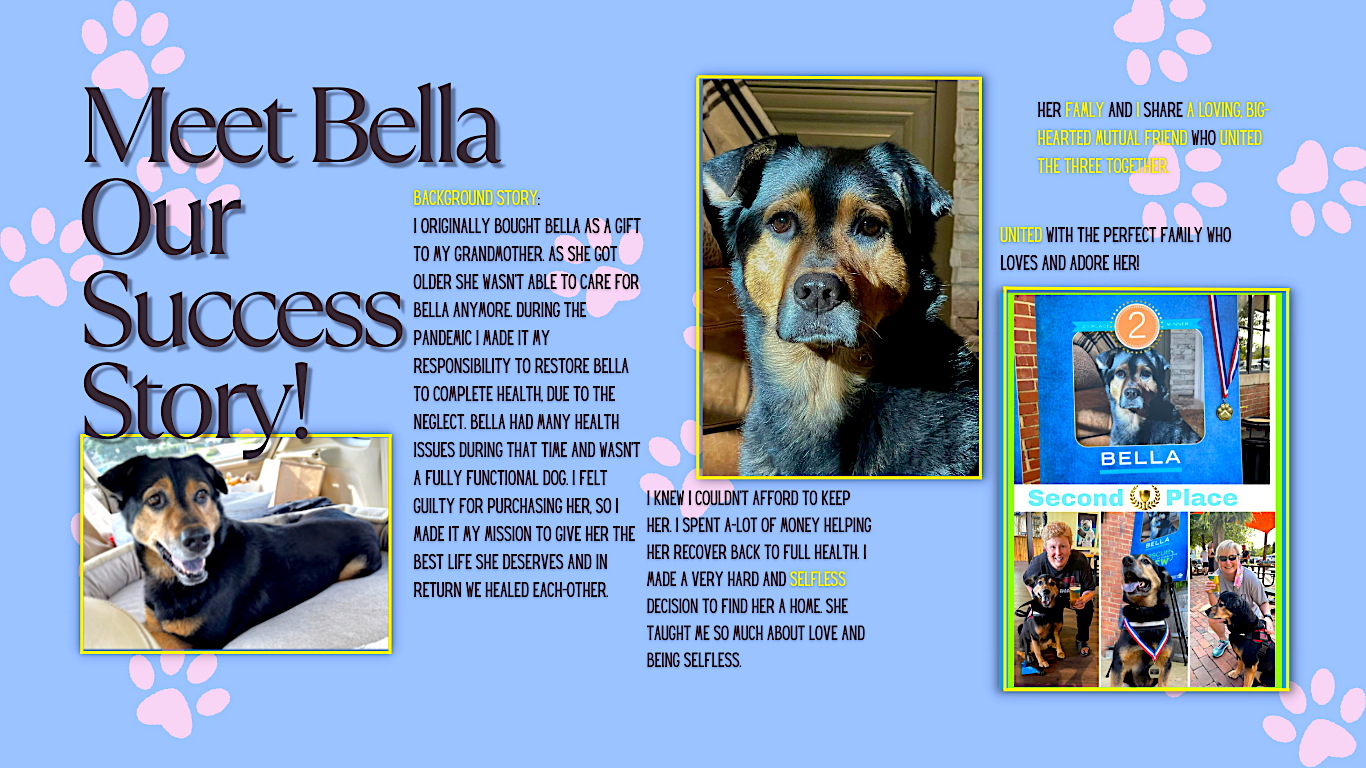 Meet Bella
Our
Success
Story!
BACKGROUND STORY:
I ORIGINALLY BOUGHT BELLA AS A GIFT
TO MY GRANDMOTHER. AS SHE GOT
OLDER SHE WASN'T ABLE TO CARE FOR
BELLA ANYMORE. DURING THE
PANDEMIC I MADE IT MY
RESPONSIBILITY TO RESTORE BELLA
TO COMPLETE HEALTH, DUE TO THE
NEGLECT. BELLA HAD MANY HEALTH
ISSUES DURING THAT TIME AND WASN'T
A FULLY FUNCTIONAL DOG. I FELT
GUILTY FOR PURCHASING HER, SO I
MADE IT MY MISSION TO GIVE HER THE
BEST LIFE SHE DESERVES AND IN
RETURN WE HEALED EACH-OTHER.
I KNEW I COULDN'T AFFORD TO KEEP
HER. I SPENT A-LOT OF MONEY HELPING
HER RECOVER BACK TO FULL HEALTH. I
MADE A VERY HARD AND SELFLESS
DECISION TO FIND HER A HOME. SHE
TAUGHT ME SO MUCH ABOUT LOVE AND
BEING SELFLESS.
HER FAMLY AND I SHARE A LOVING, BIG-
HEARTED MUTUAL FRIEND WHO UNITED
THE THREE TOGETHER.
UNITED WITH THE PERFECT FAMILY WHO
LOVES AND ADORE HER!
2
WINNER
BELLA
Second Place
BELLA